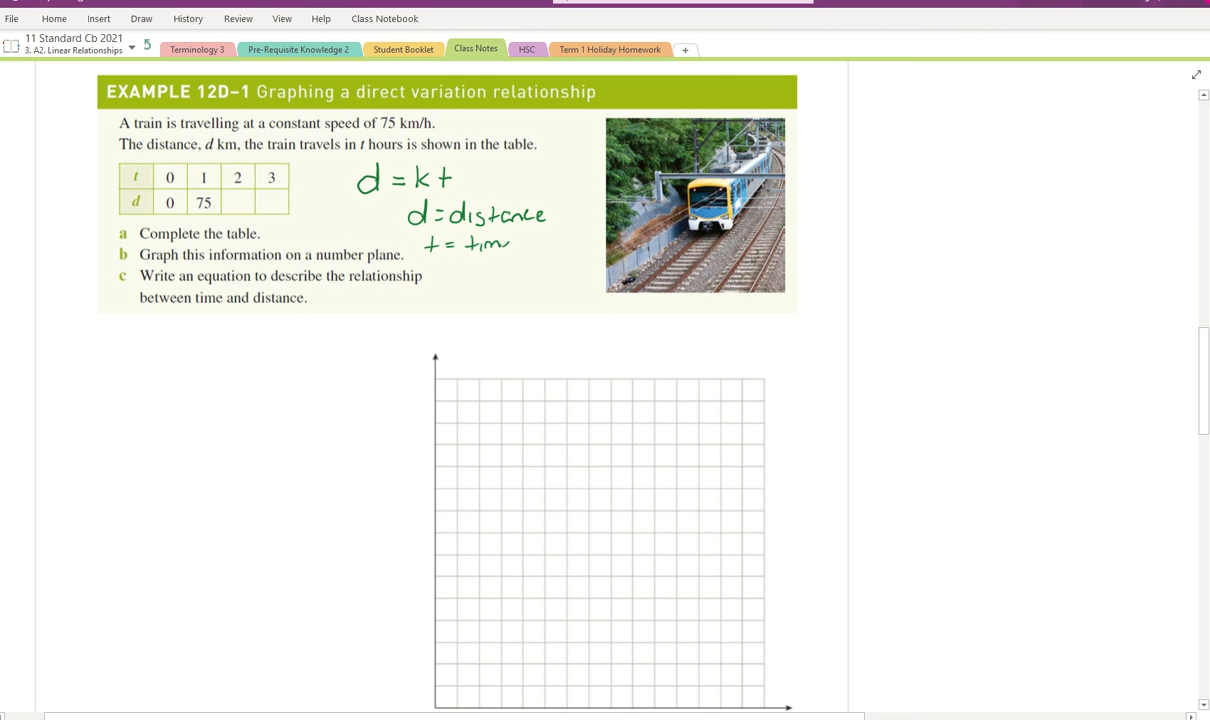 File Home Insert Draw History Review View Help Class Notebook
11 Standard Cb 2021
3. A2. Linear Relationships
5
Terminology 3 Pre-Requisite Knowledge 2 Student Booklet Class Notes HSC Term 1 Holiday Homework +
EXAMPLE 12D–1 Graphing a direct variation relationship
A train is travelling at a constant speed of 75 km/h.
The distance, d km, the train travels in t hours is shown in the table.
t 0 1 2 3
d 0 75
d = kt
d = distance
t = tim
a Complete the table.
b Graph this information on a number plane.
c Write an equation to describe the relationship
between time and distance.